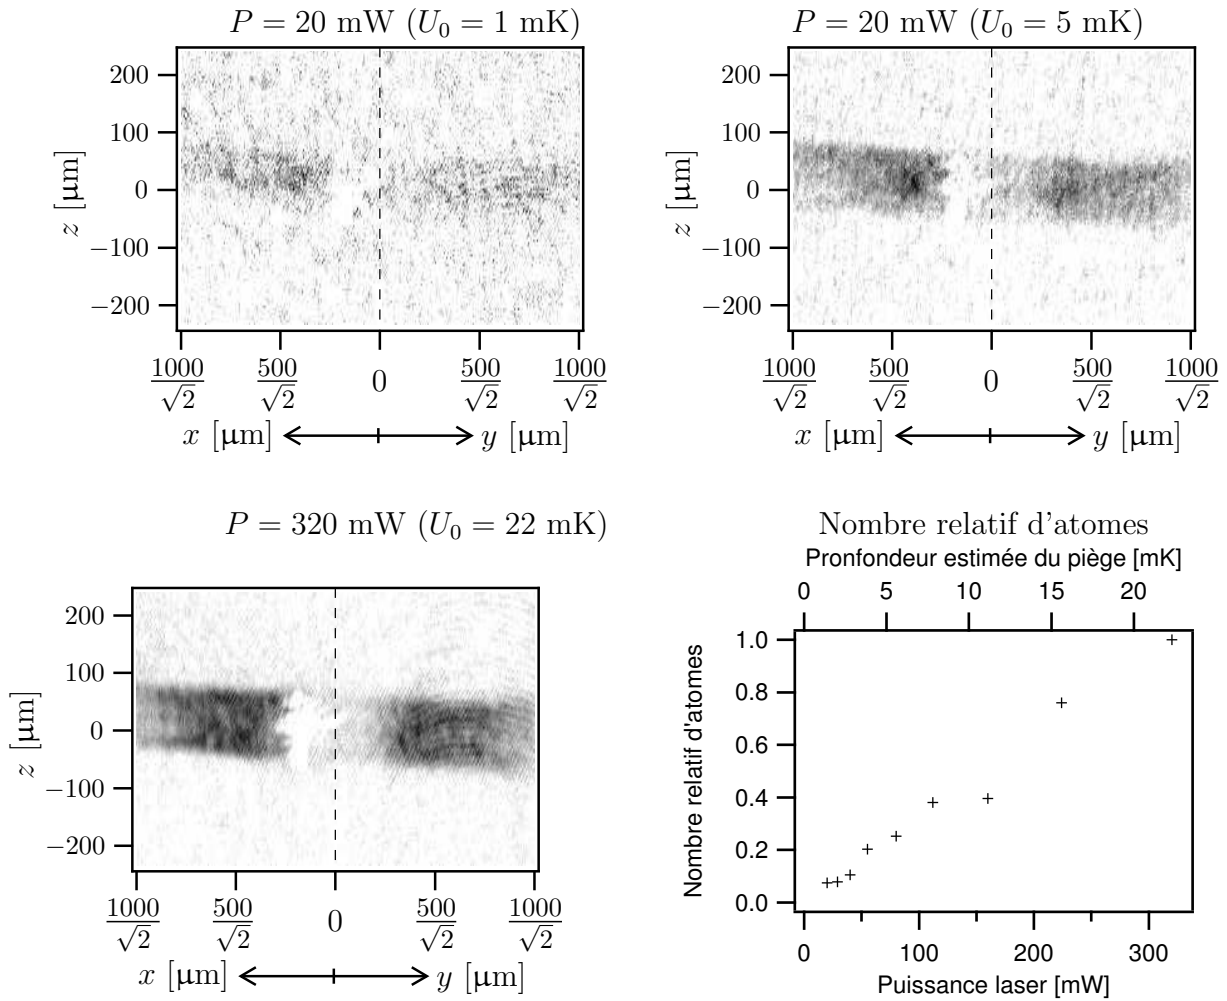 P = 20 mW (U₀ = 1 mK)
200
100
0
−100
−200
z [µm]
1000/√2 500/√2 0 500/√2 1000/√2
x [µm] y [µm]
P = 20 mW (U₀ = 5 mK)
200
100
0
−100
−200
z [µm]
1000/√2 500/√2 0 500/√2 1000/√2
x [µm] y [µm]
P = 320 mW (U₀ = 22 mK)
200
100
0
−100
−200
z [µm]
1000/√2 500/√2 0 500/√2 1000/√2
x [µm] y [µm]
Nombre relatif d'atomes
Pronfondeur estimée du piège [mK]
0 5 10 15 20
1.0
0.8
0.6
0.4
0.2
0.0
Nombre relatif d'atomes
0 100 200 300
Puissance laser [mW]